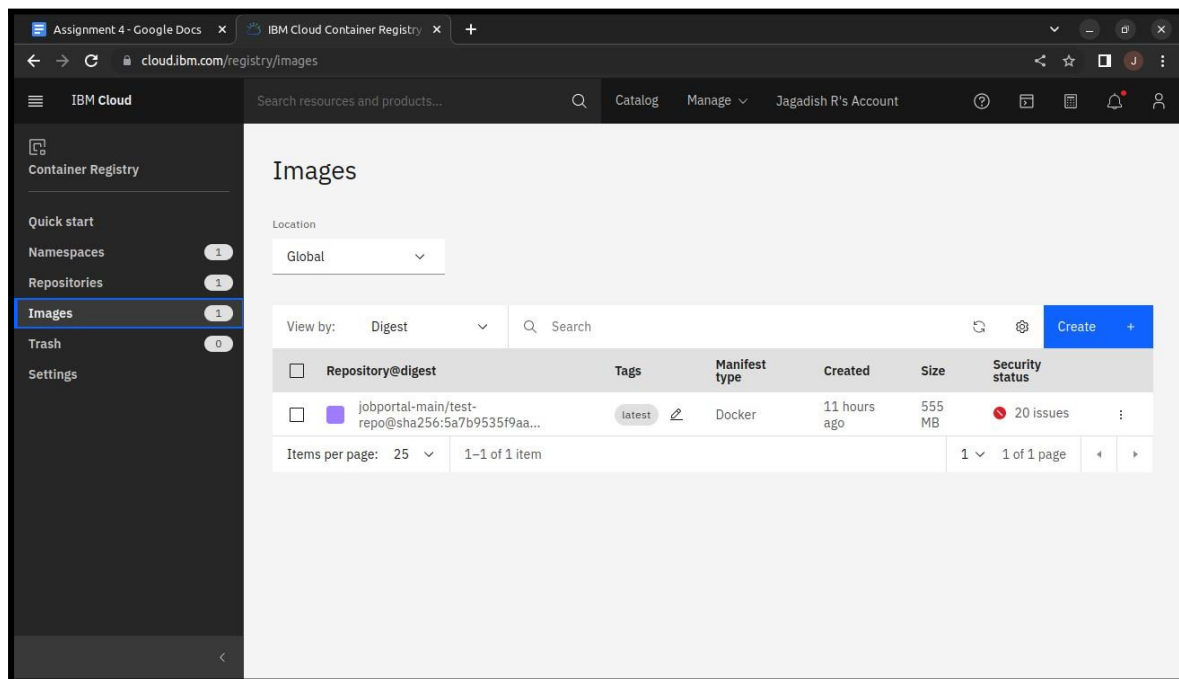 Assignment 4 - Google Docs
IBM Cloud Container Registry
cloud.ibm.com/registry/images
J
IBM Cloud
Search resources and products...
Catalog
Manage
Jagadish R's Account
Container Registry
Quick start
Namespaces 1
Repositories 1
Images 1
Trash 0
Settings
Images
Location
Global
View by: Digest
Search
Create +
Repository@digest
Tags
Manifest
type
Created
Size
Security
status
jobportal-main/test-
repo@sha256:5a7b9535f9aa...
latest
Docker
11 hours
ago
555
MB
20 issues
Items per page: 25
1–1 of 1 item
1
1 of 1 page